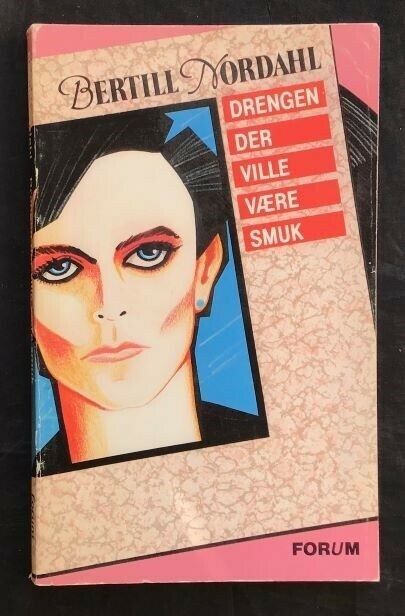 BERTILL NORDAHL
DRENGEN
DER
VILLE
VÆRE
SMUK
FORUM